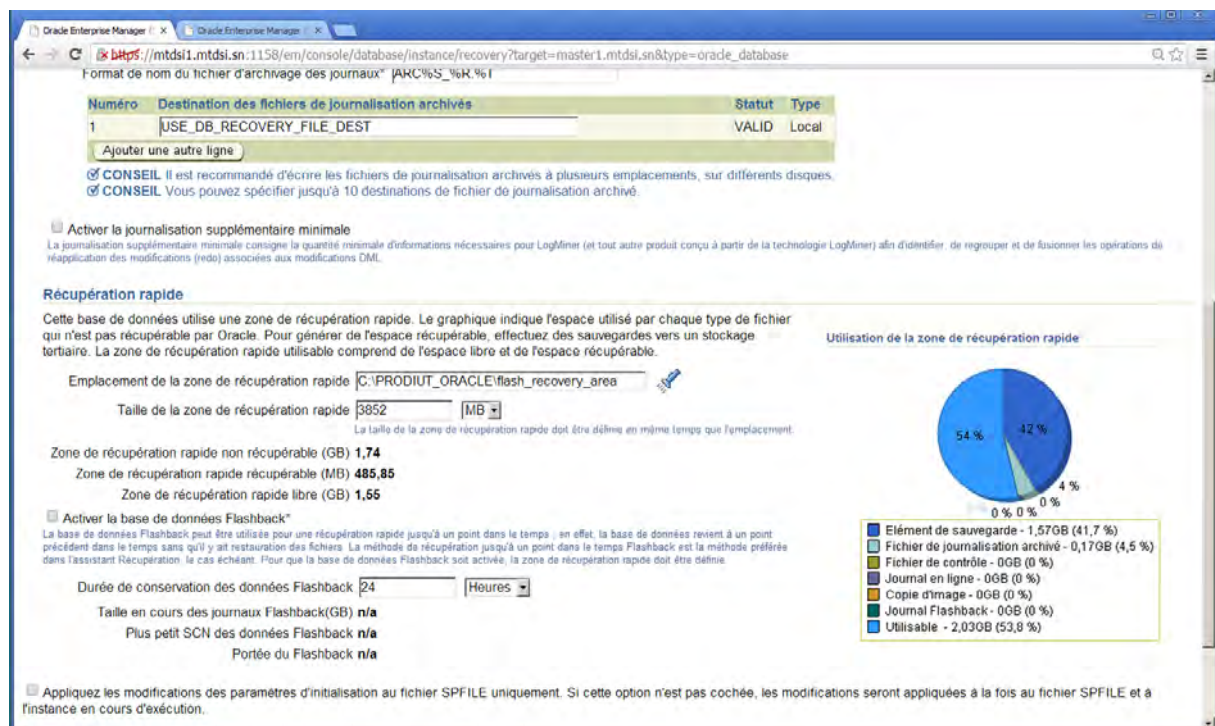 Oracle Enterprise Manager
Oracle Enterprise Manager
https://mtdsi1.mtdsi.sn:1158/em/console/database/instance/recovery?target=master1.mtdsi.sn&type=oracle_database
Format de nom du fichier d'archivage des journaux* ARC%S_%R.%T
Numéro Destination des fichiers de journalisation archivés Statut Type
1 USE_DB_RECOVERY_FILE_DEST VALID Local
Ajouter une autre ligne
CONSEIL Il est recommandé d'écrire les fichiers de journalisation archivés à plusieurs emplacements, sur différents disques.
CONSEIL Vous pouvez spécifier jusqu'à 10 destinations de fichier de journalisation archivé.
Activer la journalisation supplémentaire minimale
La journalisation supplémentaire minimale consigne la quantité minimale d'informations nécessaires pour LogMiner (et tout autre produit conçu à partir de la technologie LogMiner) afin d'identifier, de regrouper et de fusionner les opérations de
réapplication des modifications (redo) associées aux modifications DML.
Récupération rapide
Cette base de données utilise une zone de récupération rapide. Le graphique indique l'espace utilisé par chaque type de fichier
qui n'est pas récupérable par Oracle. Pour générer de l'espace récupérable, effectuez des sauvegardes vers un stockage
tertiaire. La zone de récupération rapide utilisable comprend de l'espace libre et de l'espace récupérable.
Emplacement de la zone de récupération rapide C:\PRODIUT_ORACLE\flash_recovery_area
Taille de la zone de récupération rapide 3852 MB
La taille de la zone de récupération rapide doit être définie en même temps que l'emplacement.
Zone de récupération rapide non récupérable (GB) 1,74
Zone de récupération rapide récupérable (MB) 485,85
Zone de récupération rapide libre (GB) 1,55
Activer la base de données Flashback*
La base de données Flashback peut être utilisée pour une récupération rapide jusqu'à un point dans le temps ; en effet, la base de données revient à un point
précédent dans le temps sans qu'il y ait restauration des fichiers. La méthode de récupération jusqu'à un point dans le temps Flashback est la méthode préférée
dans l'assistant Récupération, le cas échéant. Pour que la base de données Flashback soit activée, la zone de récupération rapide doit être définie.
Durée de conservation des données Flashback 24 Heures
Taille en cours des journaux Flashback(GB) n/a
Plus petit SCN des données Flashback n/a
Portée du Flashback n/a
Utilisation de la zone de récupération rapide
54 % 42 %
4 %
0 %
0 % 0 %
Elément de sauvegarde - 1,57GB (41,7 %)
Fichier de journalisation archivé - 0,17GB (4,5 %)
Fichier de contrôle - 0GB (0 %)
Journal en ligne - 0GB (0 %)
Copie d'image - 0GB (0 %)
Journal Flashback - 0GB (0 %)
Utilisable - 2,03GB (53,8 %)
Appliquez les modifications des paramètres d'initialisation au fichier SPFILE uniquement. Si cette option n'est pas cochée, les modifications seront appliquées à la fois au fichier SPFILE et à
l'instance en cours d'exécution.